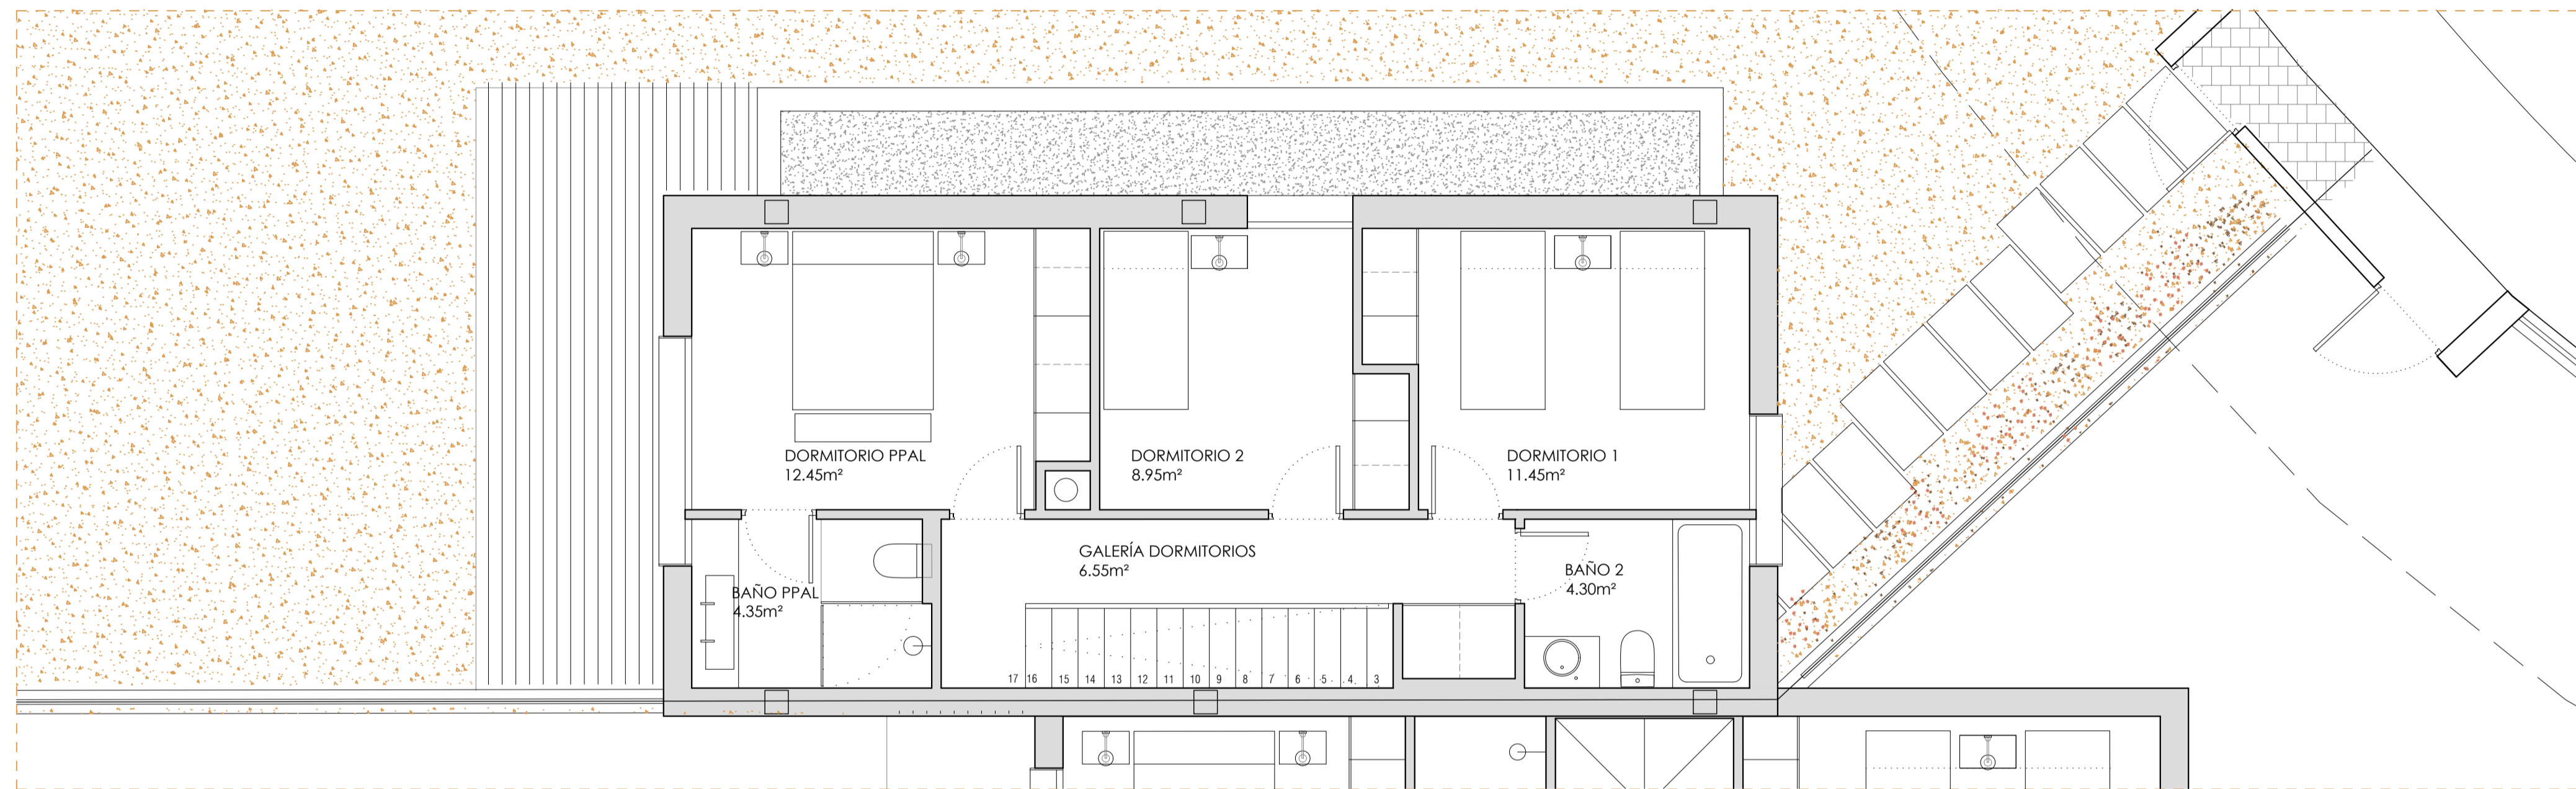 DORMITORIO PPAL
12.45m²
DORMITORIO 2
8.95m²
DORMITORIO 1
11.45m²
GALERÍA DORMITORIOS
6.55m²
BAÑO 2
4.30m²
BAÑO PPAL
4.35m²
17 16 15 14 13 12 11 10 9 8 7 6 5 4 3